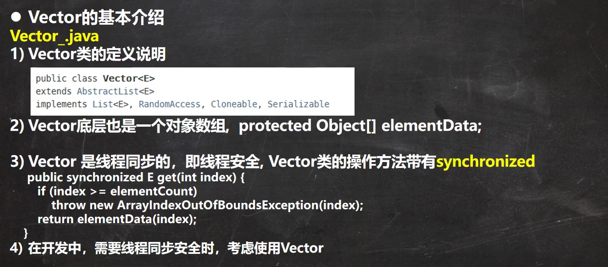 ● Vector的基本介绍
Vector_.java
1) Vector类的定义说明
public class Vector<E>
extends AbstractList<E>
implements List<E>, RandomAccess, Cloneable, Serializable
2) Vector底层也是一个对象数组, protected Object[] elementData;
3) Vector 是线程同步的，即线程安全, Vector类的操作方法带有synchronized
public synchronized E get(int index) {
if (index >= elementCount)
throw new ArrayIndexOutOfBoundsException(index);
return elementData(index);
}
4) 在开发中，需要线程同步安全时，考虑使用Vector